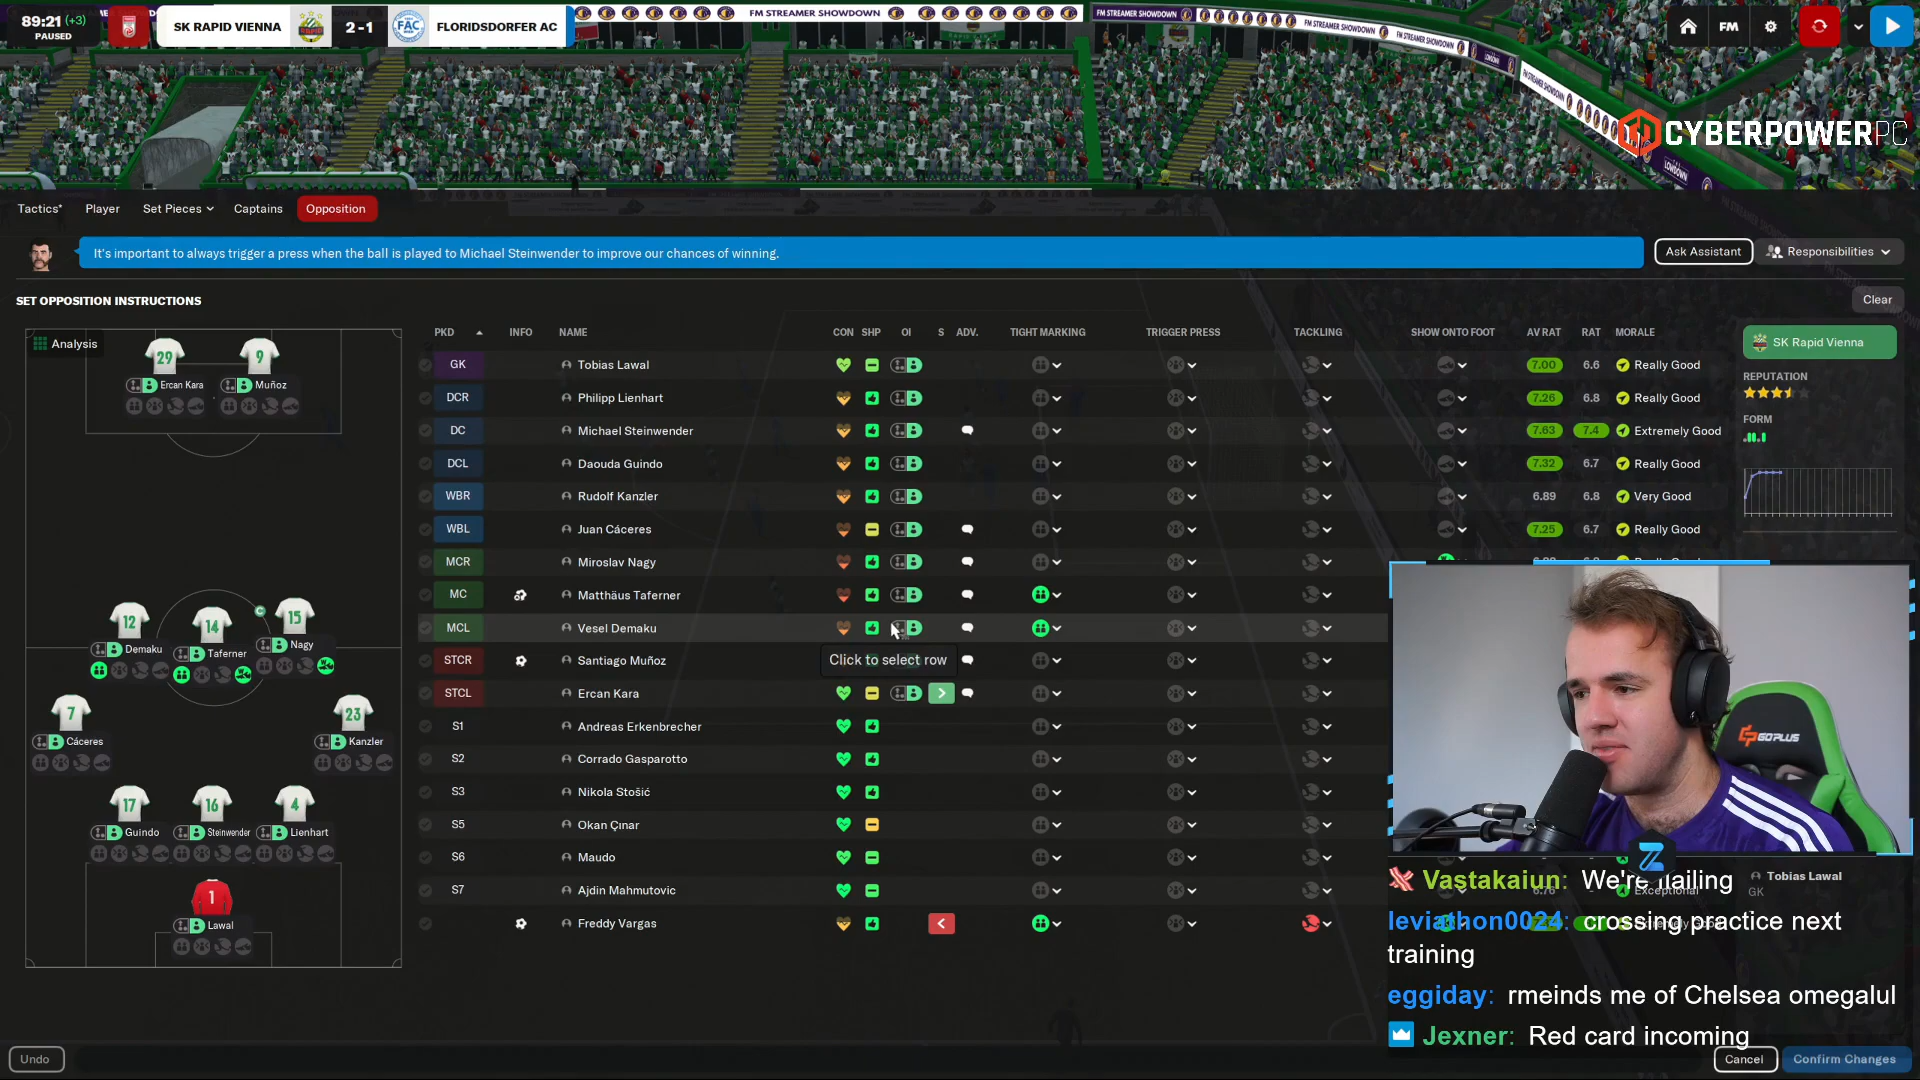 89:21 (+3)
PAUSED
SK RAPID VIENNA
2 - 1
FLORIDSDORFER AC
FM STREAMER SHOWDOWN
FM
CYBERPOWERPC
Tactics*
Player
Set Pieces
Captains
Opposition
It's important to always trigger a press when the ball is played to Michael Steinwender to improve our chances of winning.
Ask Assistant
Responsibilities
SET OPPOSITION INSTRUCTIONS
Clear
Analysis
29
9
Ercan Kara
Muñoz
12
14
15
C
Demaku
Taferner
Nagy
7
23
Cáceres
Kanzler
17
16
4
Guindo
Steinwender
Lienhart
1
Lawal
PKD INFO NAME CON SHP OI S ADV. TIGHT MARKING TRIGGER PRESS TACKLING SHOW ONTO FOOT AV RAT RAT MORALE
GK Tobias Lawal 7.00 6.6 Really Good
DCR Philipp Lienhart 7.26 6.8 Really Good
DC Michael Steinwender 7.63 7.4 Extremely Good
DCL Daouda Guindo 7.32 6.7 Really Good
WBR Rudolf Kanzler 6.89 6.8 Very Good
WBL Juan Cáceres 7.25 6.7 Really Good
MCR Miroslav Nagy
MC Matthäus Taferner
MCL Vesel Demaku
STCR Santiago Muñoz
Click to select row
STCL Ercan Kara
S1 Andreas Erkenbrecher
S2 Corrado Gasparotto
S3 Nikola Stošić
S5 Okan Çınar
S6 Maudo
S7 Ajdin Mahmutovic
Freddy Vargas
SK Rapid Vienna
REPUTATION
FORM
GOPLUS
Tobias Lawal
GK
Vastakaiun: We're nailing
leviathon0024: crossing practice next
training
eggiday: rmeinds me of Chelsea omegalul
Jexner: Red card incoming
Undo
Cancel
Confirm Changes